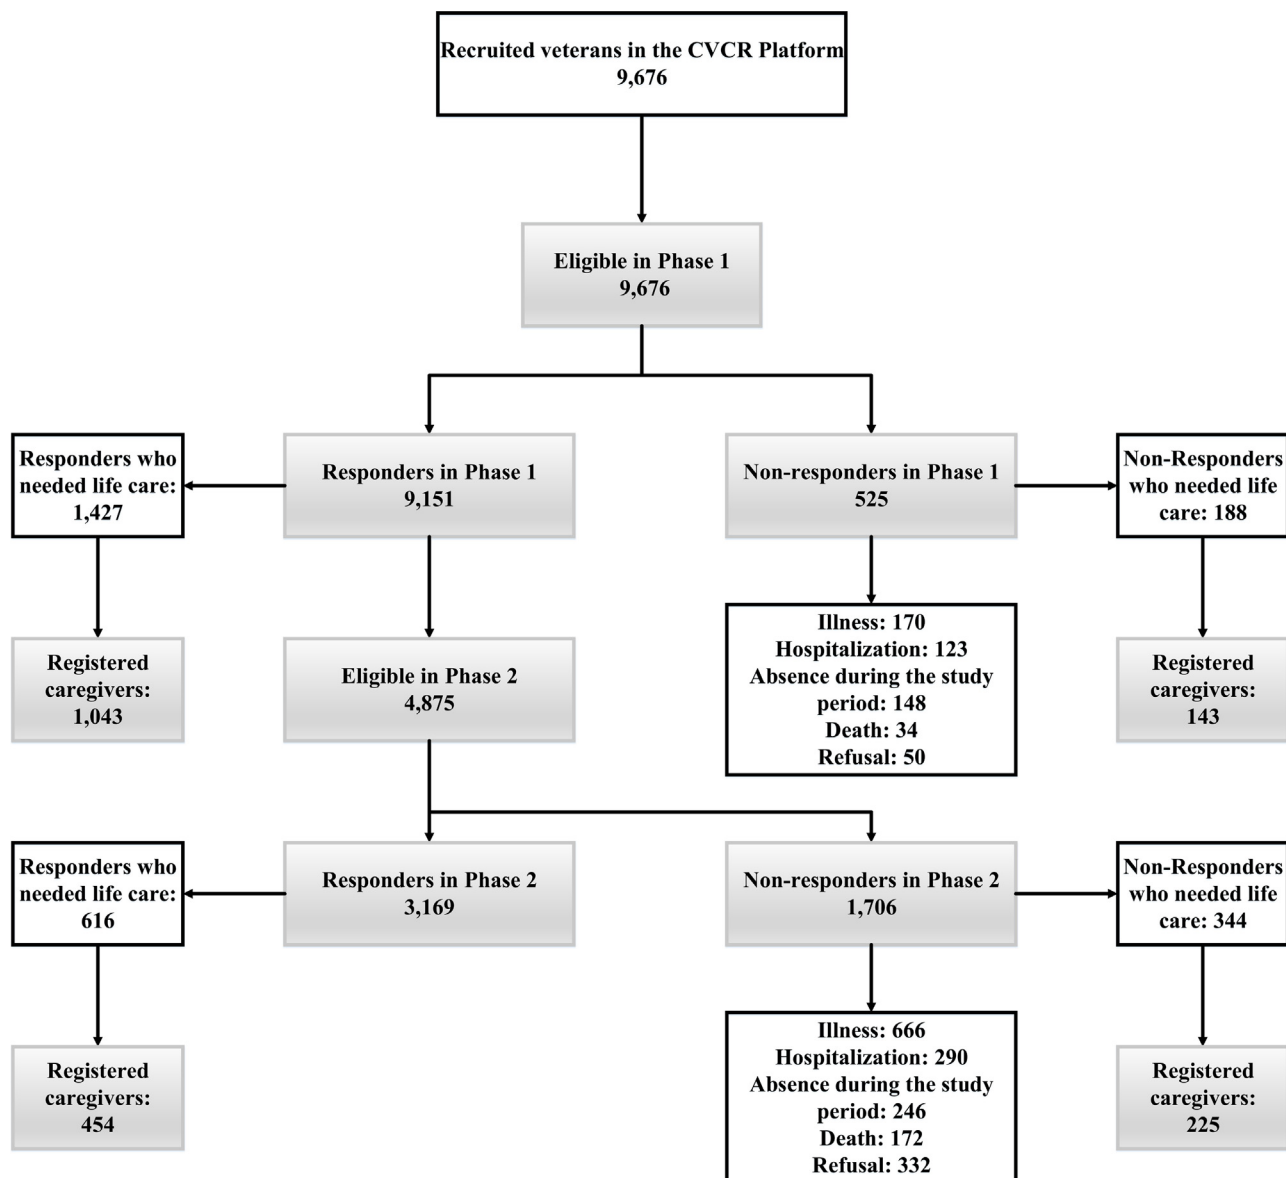 Recruited veterans in the CVCR Platform
9,676
Eligible in Phase 1
9,676
Responders who
needed life care:
1,427
Responders in Phase 1
9,151
Non-responders in Phase 1
525
Non-Responders
who needed life
care: 188
Registered
caregivers:
1,043
Eligible in Phase 2
4,875
Illness: 170
Hospitalization: 123
Absence during the study
period: 148
Death: 34
Refusal: 50
Registered
caregivers:
143
Responders who
needed life care:
616
Responders in Phase 2
3,169
Non-responders in Phase 2
1,706
Non-Responders
who needed life
care: 344
Registered
caregivers:
454
Illness: 666
Hospitalization: 290
Absence during the study
period: 246
Death: 172
Refusal: 332
Registered
caregivers:
225